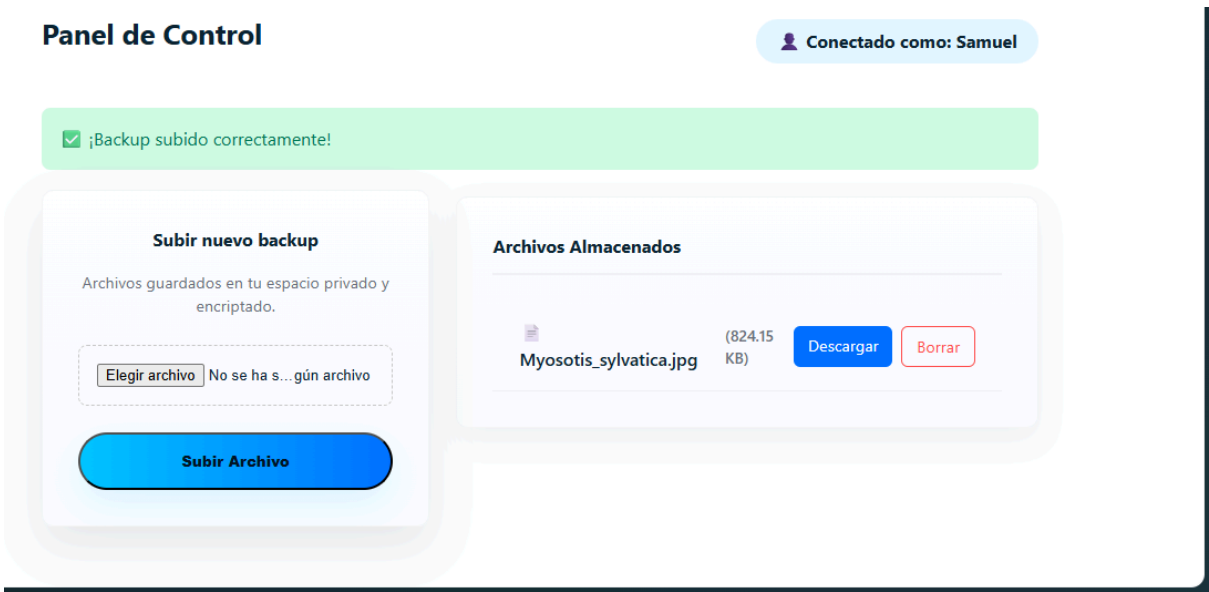 Panel de Control
Conectado como: Samuel
¡Backup subido correctamente!
Subir nuevo backup
Archivos guardados en tu espacio privado y
encriptado.
Elegir archivo No se ha s...gún archivo
Subir Archivo
Archivos Almacenados
Myosotis_sylvatica.jpg
(824.15
KB)
Descargar
Borrar